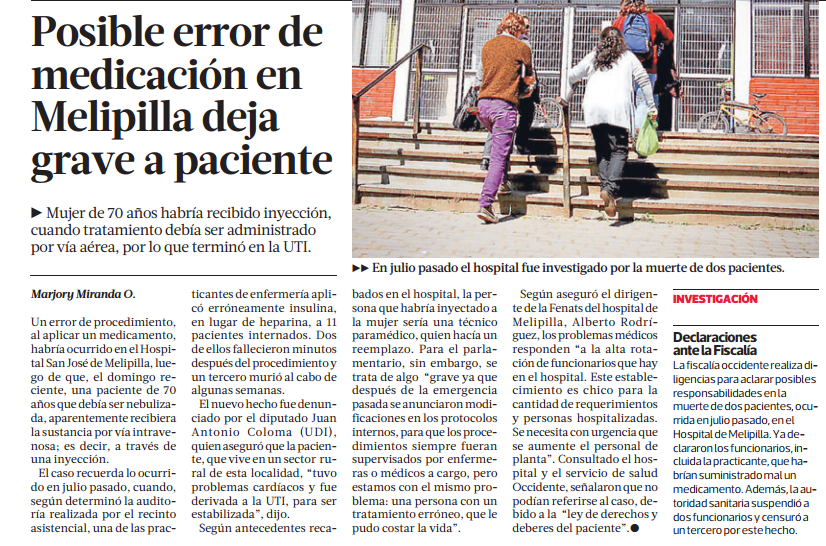 Posible error de
medicación en
Melipilla deja
grave a paciente
▶ Mujer de 70 años habría recibido inyección,
cuando tratamiento debía ser administrado
por vía aérea, por lo que terminó en la UTI.
▶▶ En julio pasado el hospital fue investigado por la muerte de dos pacientes.
Marjory Miranda O.
Un error de procedimiento,
al aplicar un medicamento,
habría ocurrido en el Hospi-
tal San José de Melipilla, lue-
go de que, el domingo re-
ciente, una paciente de 70
años que debía ser nebuliza-
da, aparentemente recibiera
la sustancia por vía intrave-
nosa; es decir, a través de
una inyección.
El caso recuerda lo ocurri-
do en julio pasado, cuando,
según determinó la audito-
ría realizada por el recinto
asistencial, una de las prac-
ticantes de enfermería apli-
có erróneamente insulina,
en lugar de heparina, a 11
pacientes internados. Dos
de ellos fallecieron minutos
después del procedimiento y
un tercero murió al cabo de
algunas semanas.
El nuevo hecho fue denun-
ciado por el diputado Juan
Antonio Coloma (UDI),
quien aseguró que la pacien-
te, que vive en un sector ru-
ral de esta localidad, “tuvo
problemas cardíacos y fue
derivada a la UTI, para ser
estabilizada”, dijo.
Según antecedentes reca-
bados en el hospital, la per-
sona que habría inyectado a
la mujer sería una técnico
paramédico, quien hacía un
reemplazo. Para el parla-
mentario, sin embargo, se
trata de algo “grave ya que
después de la emergencia
pasada se anunciaron modifi-
caciones en los protocolos
internos, para que los proce-
dimientos siempre fueran
supervisados por enferme-
ras o médicos a cargo, pero
estamos con el mismo pro-
blema: una persona con un
tratamiento erróneo, que le
pudo costar la vida”.
Según aseguró el dirigen-
te de la Fenats del hospital de
Melipilla, Alberto Rodrí-
guez, los problemas médicos
responden “a la alta rota-
ción de funcionarios que hay
en el hospital. Este estable-
cimiento es chico para la
cantidad de requerimientos
y personas hospitalizadas.
Se necesita con urgencia que
se aumente el personal de
planta”. Consultado el hos-
pital y el servicio de salud
Occidente, señalaron que no
podían referirse al caso, de-
bido a la “ley de derechos y
deberes del paciente”.●
INVESTIGACIÓN
Declaraciones
ante la Fiscalía
La fiscalía occidente realiza di-
ligencias para aclarar posibles
responsabilidades en la
muerte de dos pacientes, ocu-
rrida en julio pasado, en el
Hospital de Melipilla. Ya de-
clararon los funcionarios, in-
cluida la practicante, que ha-
brían suministrado mal un
medicamento. Además, la au-
toridad sanitaria suspendió a
dos funcionarios y censuró a
un tercero por este hecho.